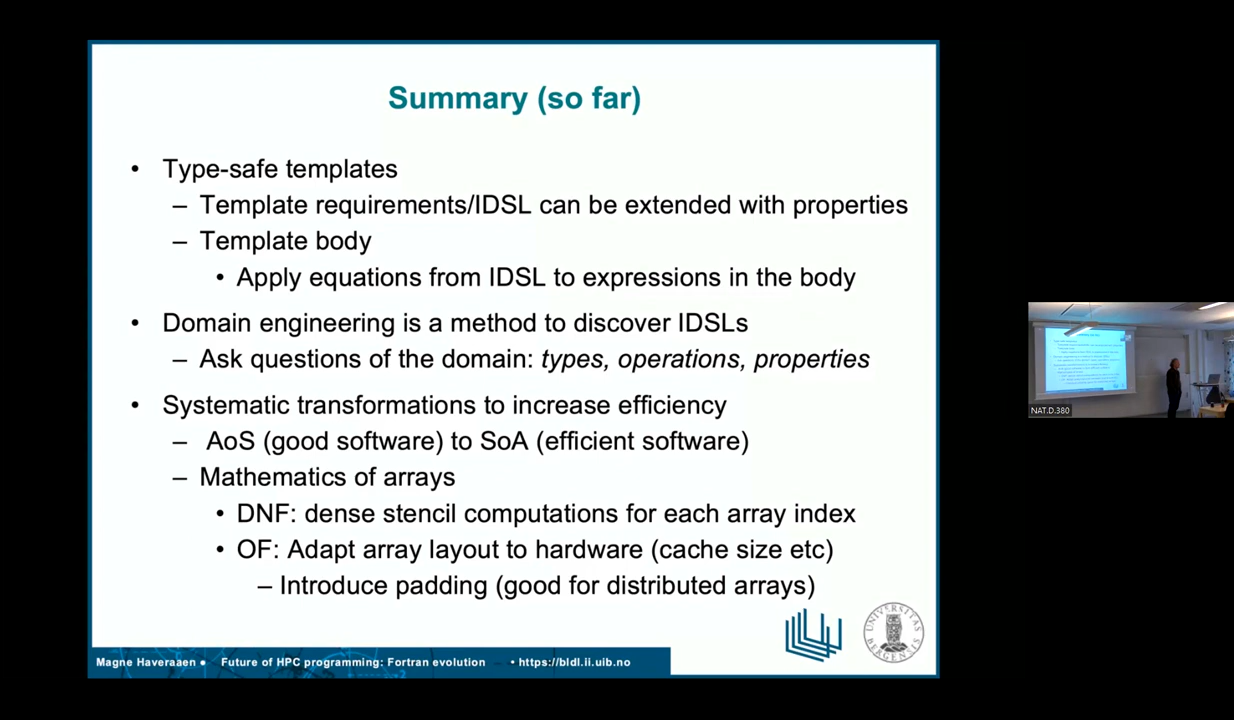 Summary (so far)
• Type-safe templates
– Template requirements/IDSL can be extended with properties
– Template body
• Apply equations from IDSL to expressions in the body
• Domain engineering is a method to discover IDSLs
– Ask questions of the domain: types, operations, properties
• Systematic transformations to increase efficiency
– AoS (good software) to SoA (efficient software)
– Mathematics of arrays
• DNF: dense stencil computations for each array index
• OF: Adapt array layout to hardware (cache size etc)
– Introduce padding (good for distributed arrays)
UNIVERSITAS BERGENSIS
Magne Haveraaen • Future of HPC programming: Fortran evolution • https://bldl.ii.uib.no
NAT.D.380